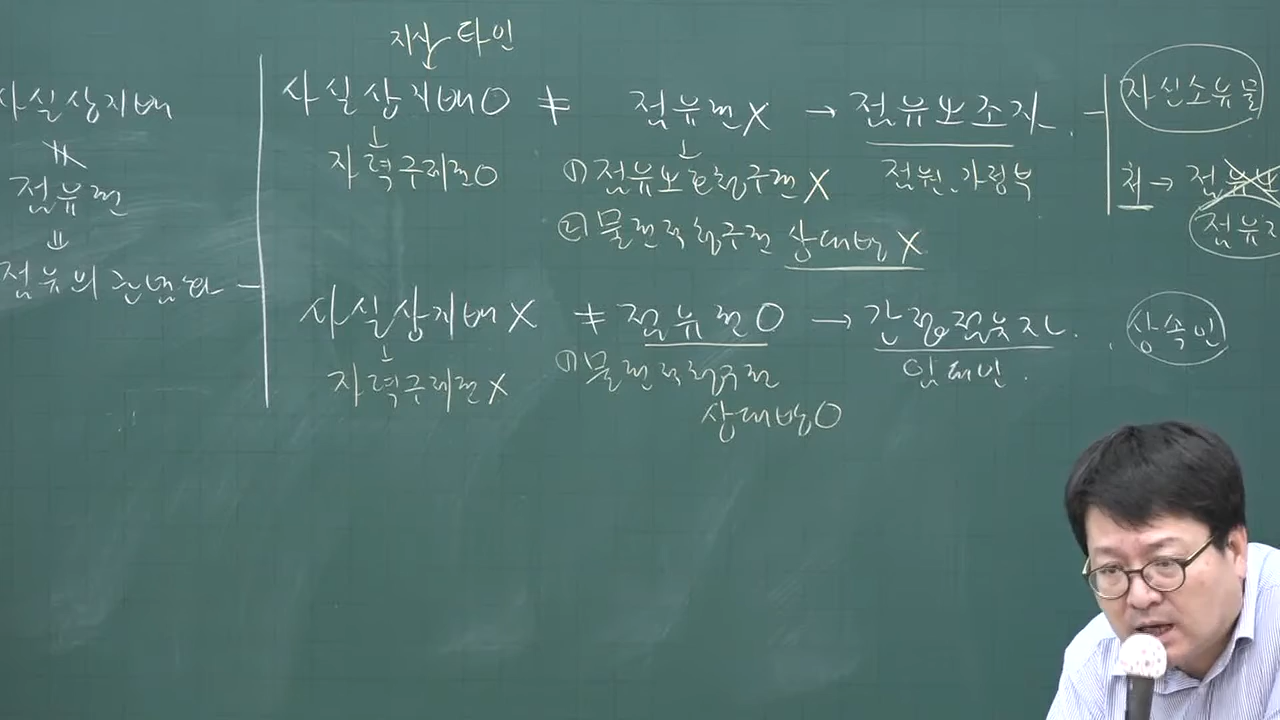 지상 타인
사실상지배 사실상지배O ≠ 점유권X → 점유보조자. 자신소유물
자력구제권O ① 점유보호청구권X 점원, 가정부 처 → 점유
점유권 ② 물권적청구권 상대방X 점유
점유의 관념화
사실상지배X ≠ 점유권O → 간접점유자. 상속인
자력구제권X ① 물권적청구권 임대인.
상대방O